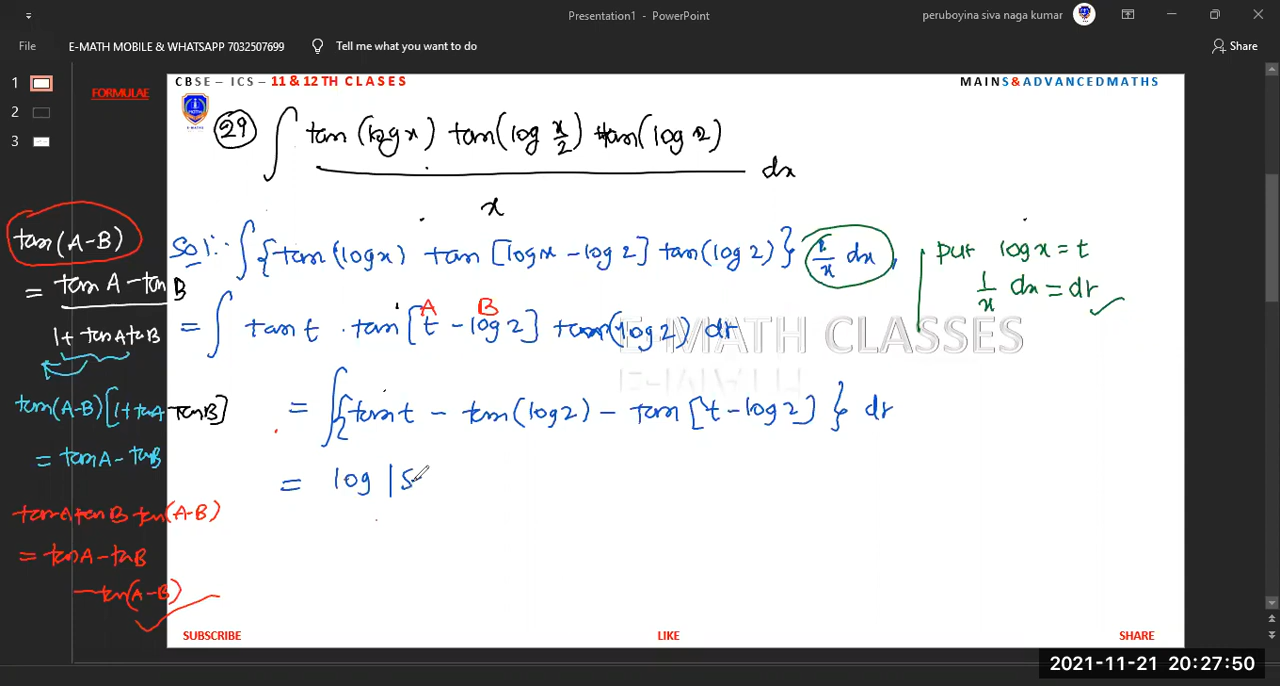 Presentation1 - PowerPoint
peruboyina siva naga kumar
File
E-MATH MOBILE & WHATSAPP 7032507699
Tell me what you want to do
Share
1
2
3
FORMULAE
CBSE – ICS – 11 & 12 TH CLASES
MAINS&ADVANCEDMATHS
29 ∫ tan(log x) tan(log x/2) tan(log 2) / x dx
Sol:- ∫{tan(log x) tan[log x - log 2] tan(log 2)} 1/x dx,
put log x = t
1/x dx = dt
= ∫ tan t . tan[t - log 2] tan(log 2) dt
A B
E-MATH CLASSES
= ∫{tan t - tan(log 2) - tan[t - log 2]} dt
= log |S
tan(A-B)
= tan A - tan B
1 + tanA tanB
tan(A-B)[1+tanA tanB]
= tanA - tanB
tanA tanB tan(A-B)
= tanA - tanB
- tan(A-B)
SUBSCRIBE
LIKE
SHARE
2021-11-21 20:27:50